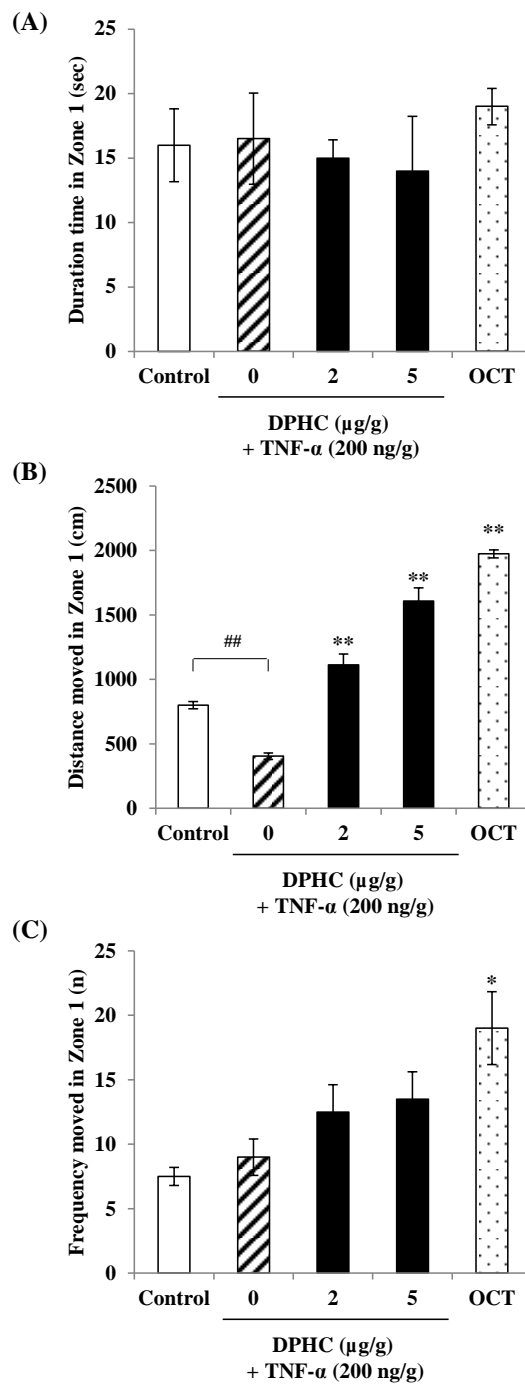 (A)
Duration time in Zone 1 (sec)
25
20
15
10
5
0
Control 0 2 5 OCT
DPHC (µg/g)
+ TNF-α (200 ng/g)
(B)
Distance moved in Zone 1 (cm)
2500
2000
1500
1000
500
0
##
**
**
**
Control 0 2 5 OCT
DPHC (µg/g)
+ TNF-α (200 ng/g)
(C)
Frequency moved in Zone 1 (n)
25
20
15
10
5
0
*
Control 0 2 5 OCT
DPHC (µg/g)
+ TNF-α (200 ng/g)